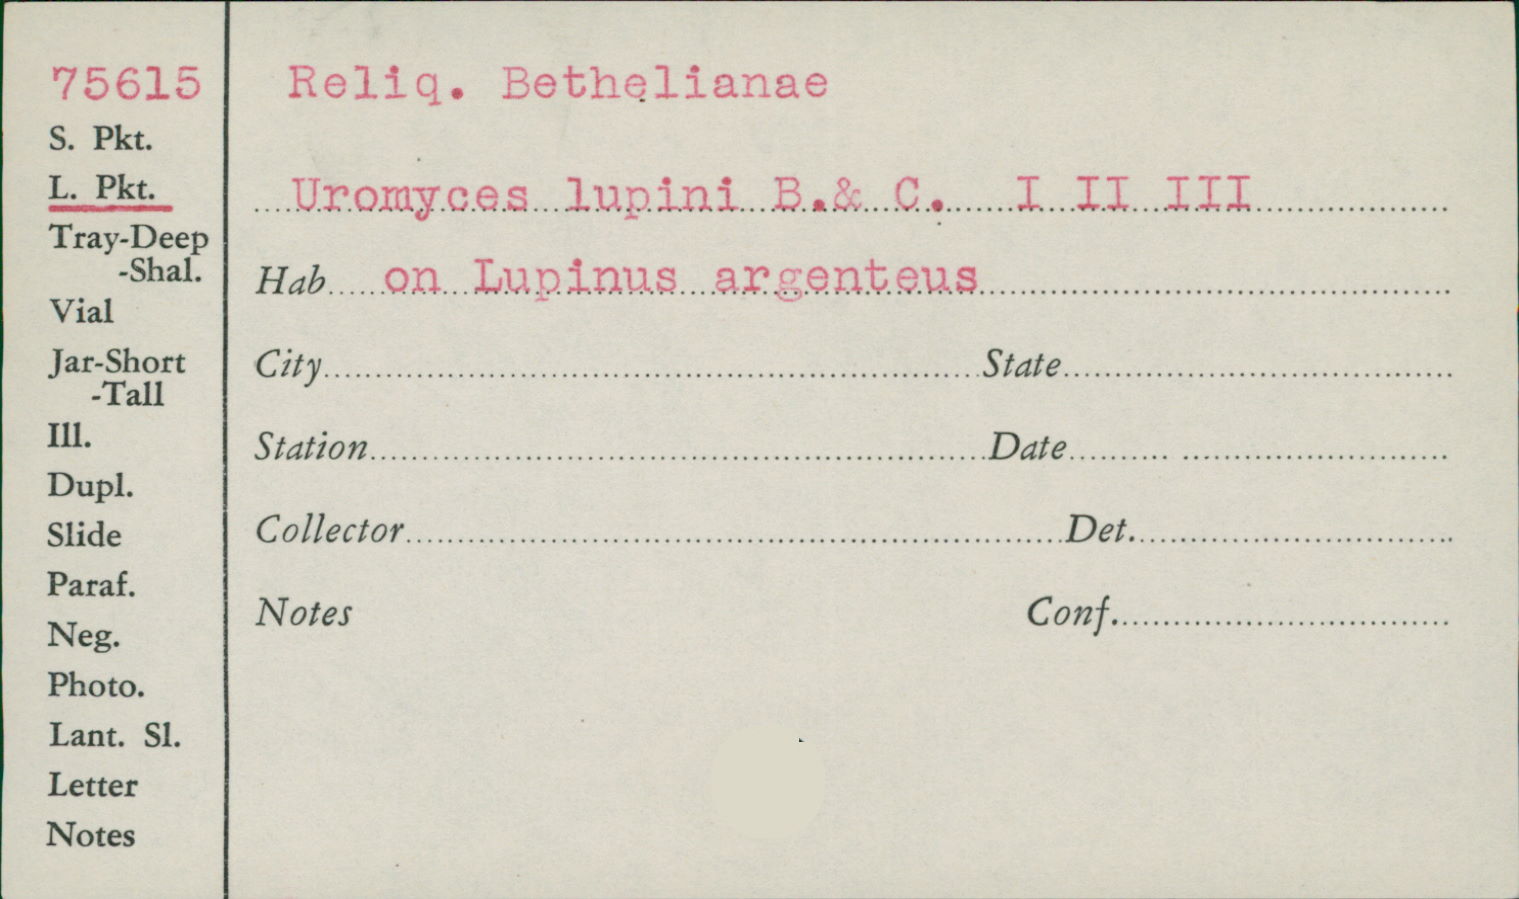 75615
Reliq. Bethelianae
S. Pkt.
L. Pkt.
Uromyces lupini B.& C. I II III
Tray-Deep
-Shal.
Hab on Lupinus argenteus
Vial
Jar-Short
-Tall
City State
Ill.
Station Date
Dupl.
Slide
Collector Det.
Paraf.
Neg.
Notes Conf.
Photo.
Lant. Sl.
Letter
Notes